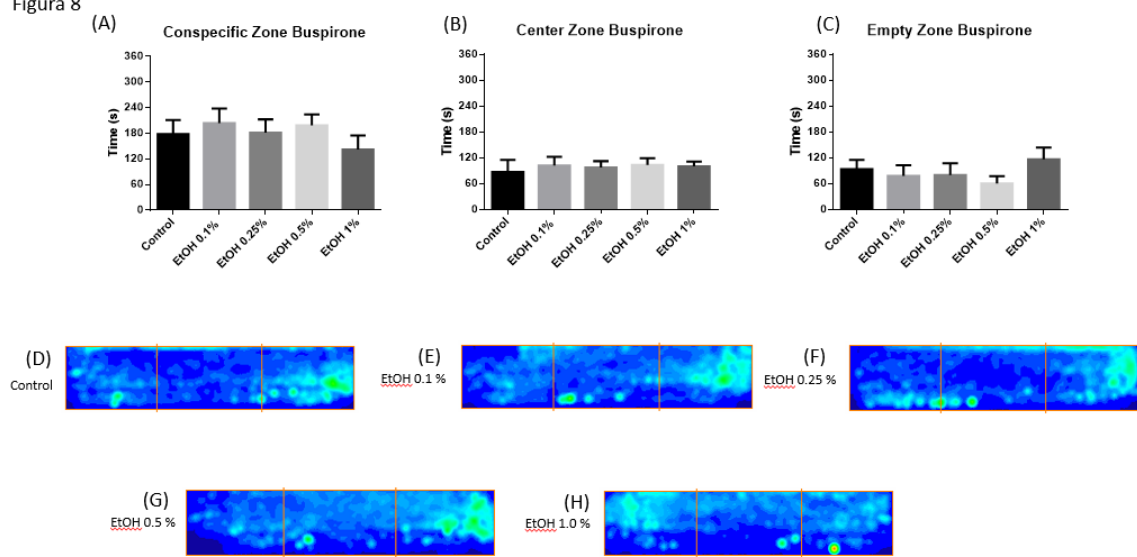 Figura 8
(A)
Conspecific Zone Buspirone
Time (s)
360
300
240
180
120
60
0
Control
EtOH 0.1%
EtOH 0.25%
EtOH 0.5%
EtOH 1%
(B)
Center Zone Buspirone
Time (s)
360
300
240
180
120
60
0
Control
EtOH 0.1%
EtOH 0.25%
EtOH 0.5%
EtOH 1%
(C)
Empty Zone Buspirone
Time (s)
360
300
240
180
120
60
0
Control
EtOH 0.1%
EtOH 0.25%
EtOH 0.5%
EtOH 1%
(D)
Control
(E)
EtOH 0.1 %
(F)
EtOH 0.25 %
(G)
EtOH 0.5 %
(H)
EtOH 1.0 %